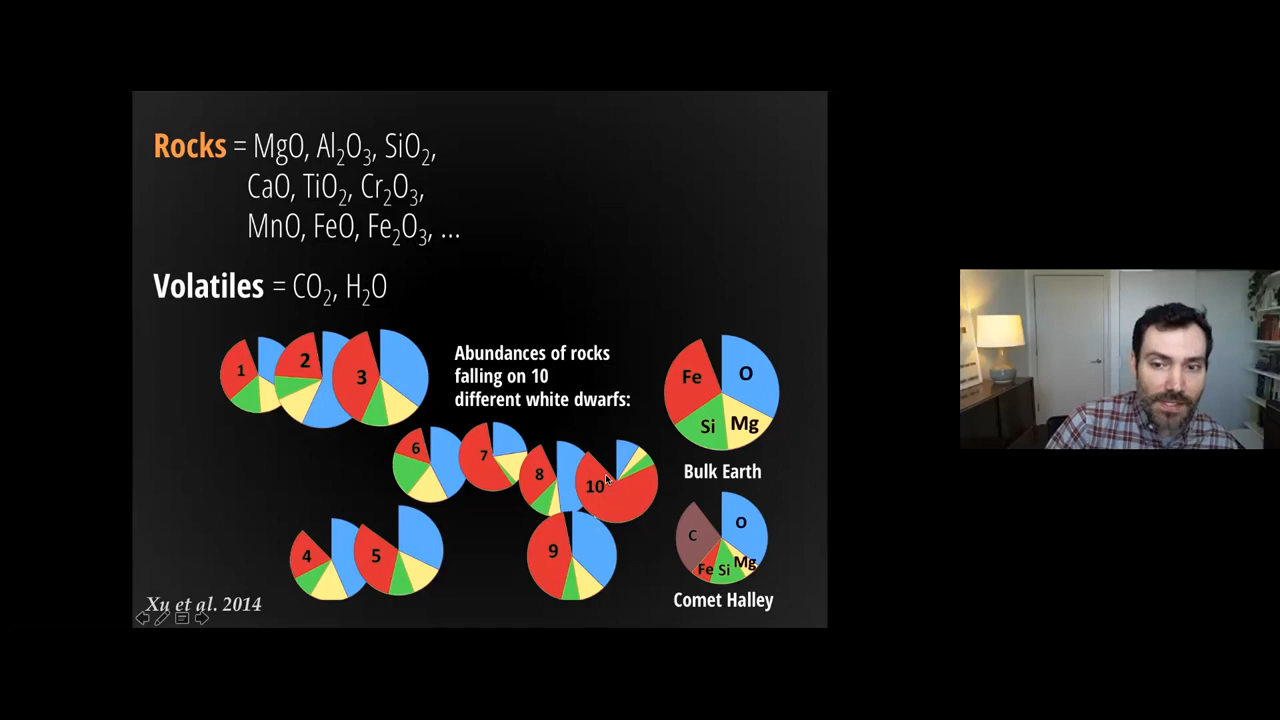 Rocks = MgO, Al₂O₃, SiO₂,
CaO, TiO₂, Cr₂O₃,
MnO, FeO, Fe₂O₃, ...
Volatiles = CO₂, H₂O
Abundances of rocks
falling on 10
different white dwarfs:
1
2
3
6
7
8
10
4
5
9
Fe
O
Si
Mg
Bulk Earth
C
O
Fe
Si
Mg
Comet Halley
Xu et al. 2014